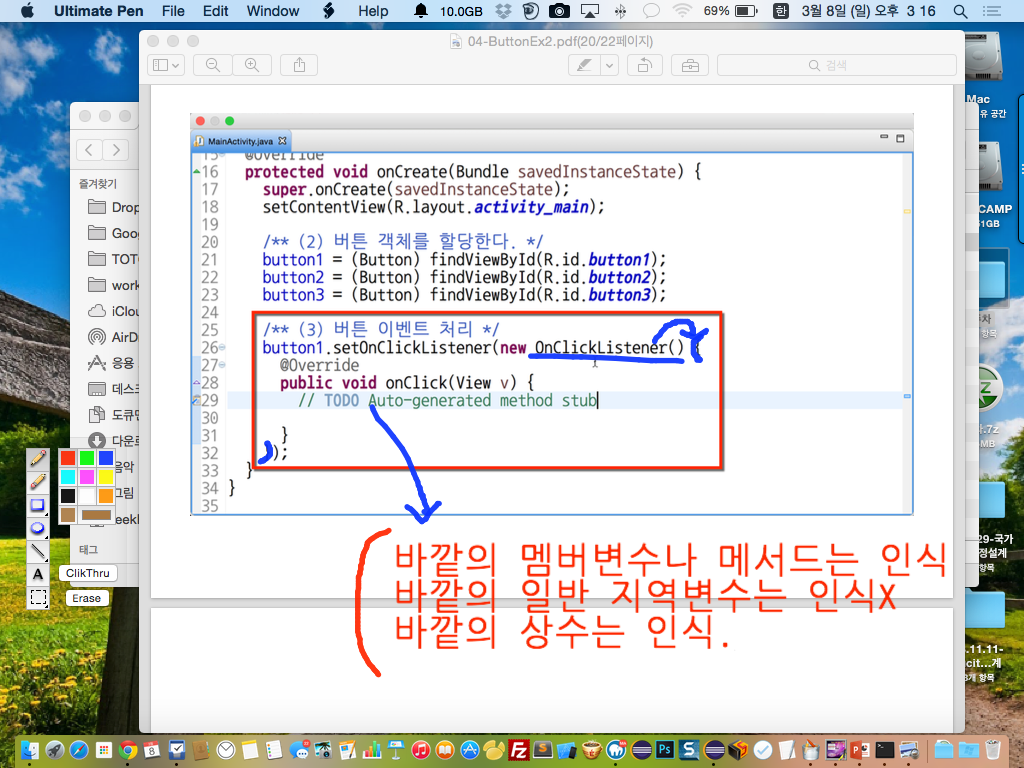 Ultimate Pen File Edit Window Help 10.0GB 69% 한 3월 8일 (일) 오후 3 16
04-ButtonEx2.pdf(20/22페이지)
검색
Mac
유 공간
즐겨찾기
Drop
Goog
TOT
work
iClou
AirD
응용
데스크
도큐먼
다운로
음악
그림
eekl
태그
ClikThru
Erase
MainActivity.java
15 @Override
16 protected void onCreate(Bundle savedInstanceState) {
17 super.onCreate(savedInstanceState);
18 setContentView(R.layout.activity_main);
19
20 /** (2) 버튼 객체를 할당한다. */
21 button1 = (Button) findViewById(R.id.button1);
22 button2 = (Button) findViewById(R.id.button2);
23 button3 = (Button) findViewById(R.id.button3);
24
25 /** (3) 버튼 이벤트 처리 */
26 button1.setOnClickListener(new OnClickListener() {
27 @Override
28 public void onClick(View v) {
29 // TODO Auto-generated method stub
30
31 }
32 });
33 }
34 }
35
바깥의 멤버변수나 메서드는 인식
바깥의 일반 지역변수는 인식X
바깥의 상수는 인식.
CAMP
51GB
항목
.7z
MB
29-국가
정설계
항목
.11.11-
cit...계
3개 항목